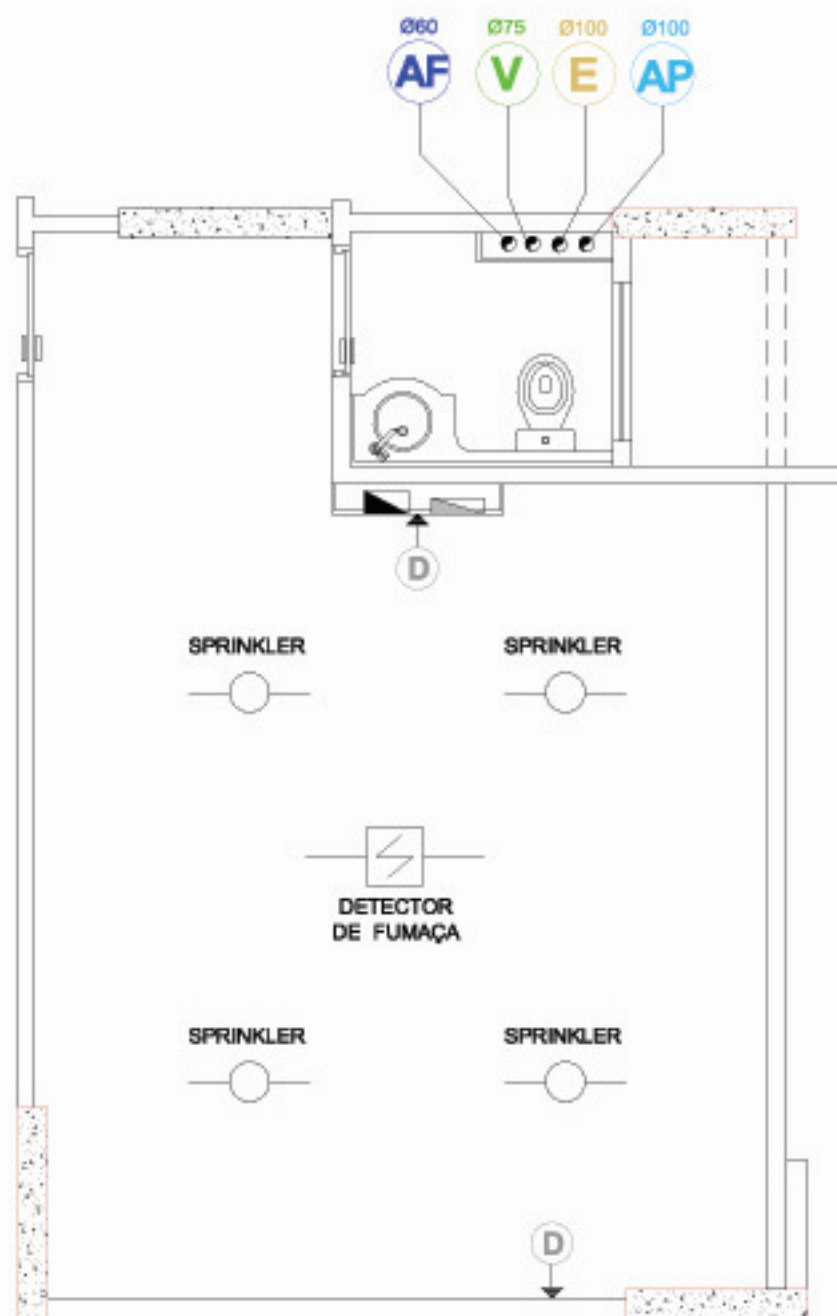 Ø60 Ø75 Ø100 Ø100
AF V E AP
D
SPRINKLER SPRINKLER
DETECTOR
DE FUMAÇA
SPRINKLER SPRINKLER
D